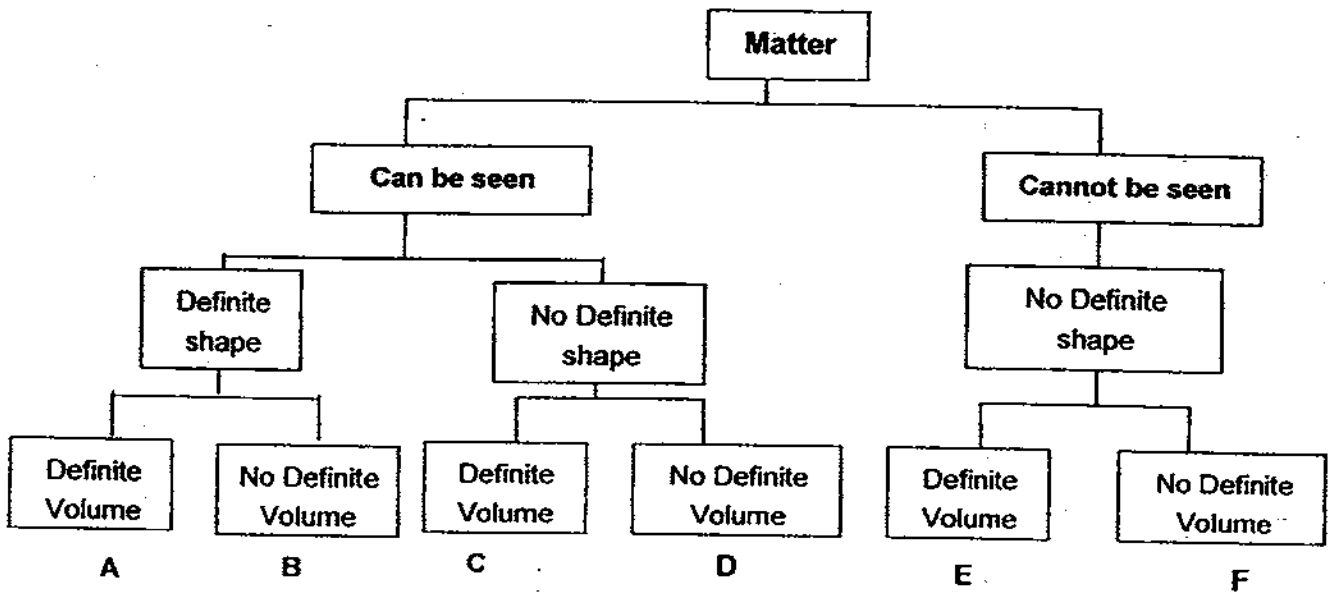 Matter
Can be seen
Cannot be seen
Definite
shape
No Definite
shape
No Definite
shape
Definite
Volume
No Definite
Volume
Definite
Volume
No Definite
Volume
Definite
Volume
No Definite
Volume
A
B
C
D
E
F